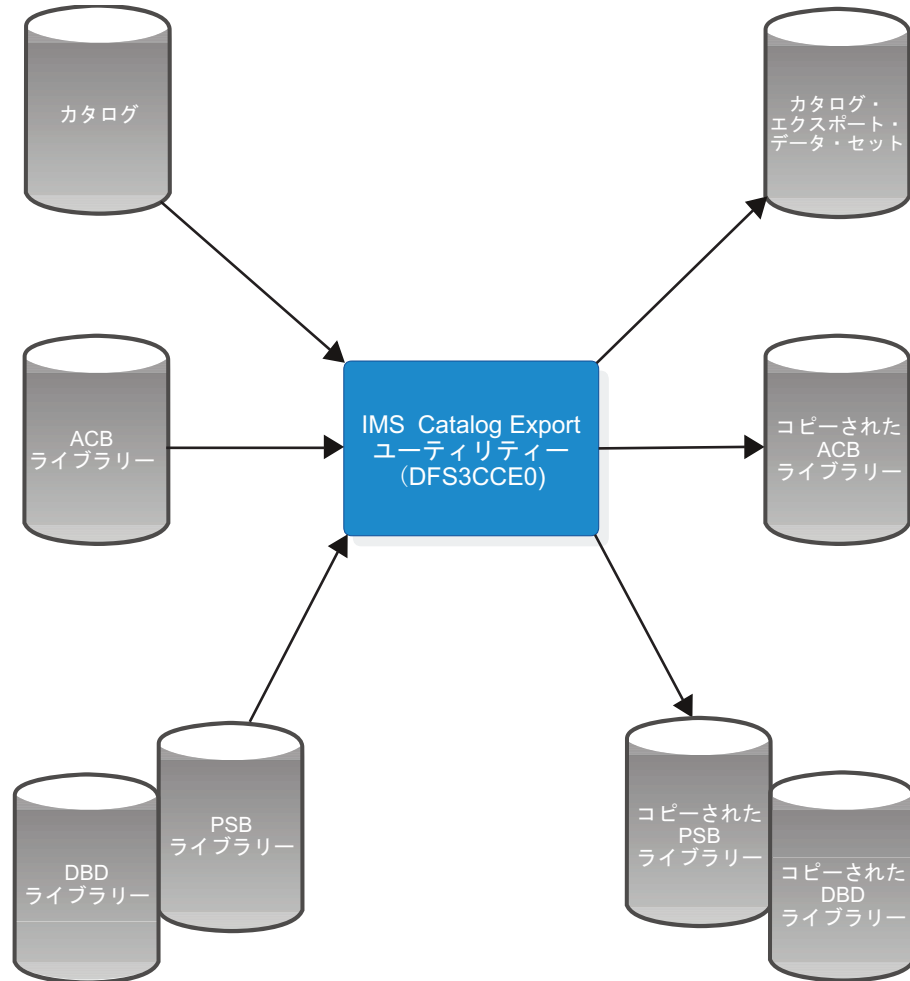 カタログ
カタログ・
エクスポート・
データ・セット
ACB
ライブラリー
IMS Catalog Export
ユーティリティー
(DFS3CCE0)
コピーされた
ACB
ライブラリー
PSB
ライブラリー
DBD
ライブラリー
コピーされた
PSB
ライブラリー
コピーされた
DBD
ライブラリー